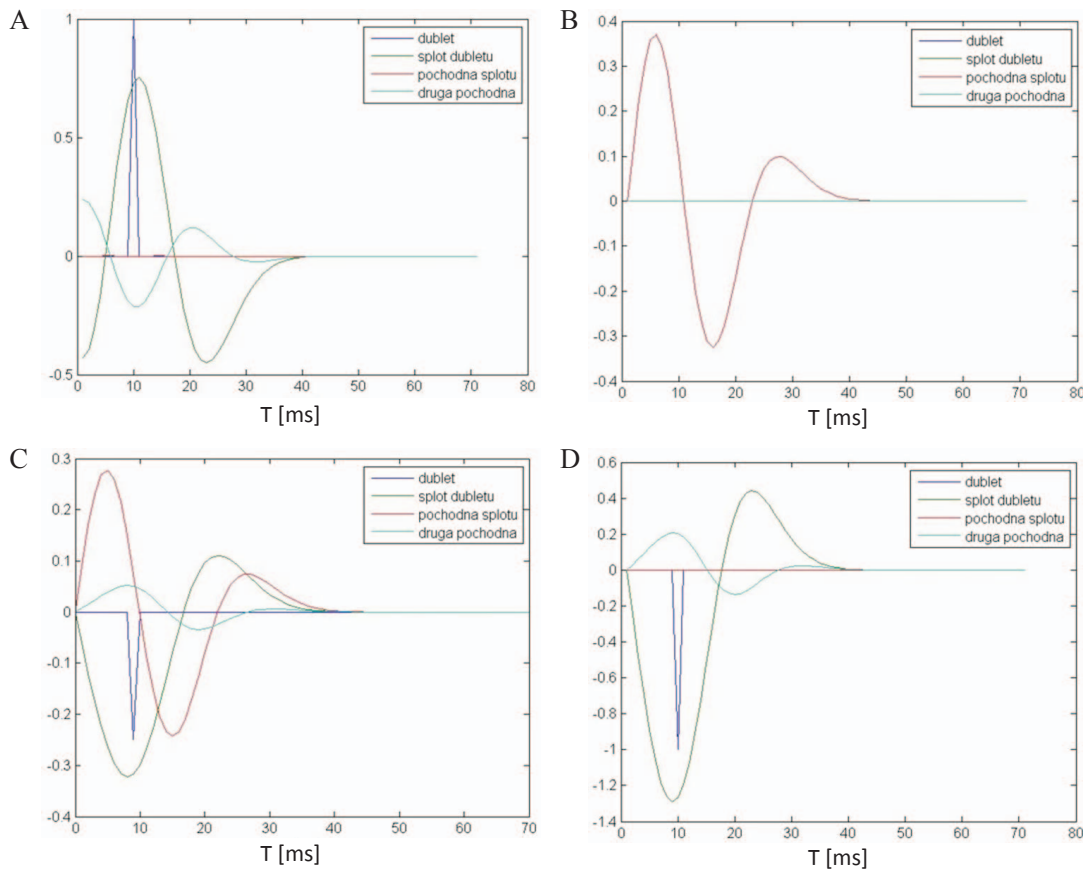 A
1
0.5
0
-0.5
0 10 20 30 40 50 60 70 80
dublet
splot dubletu
pochodna splotu
druga pochodna
T [ms]
B
0.4
0.3
0.2
0.1
0
-0.1
-0.2
-0.3
-0.4
0 10 20 30 40 50 60 70 80
dublet
splot dubletu
pochodna splotu
druga pochodna
T [ms]
C
0.3
0.2
0.1
0
-0.1
-0.2
-0.3
-0.4
0 10 20 30 40 50 60 70
dublet
splot dubletu
pochodna splotu
druga pochodna
T [ms]
D
0.6
0.4
0.2
0
-0.2
-0.4
-0.6
-0.8
-1
-1.2
-1.4
0 10 20 30 40 50 60 70 80
dublet
splot dubletu
pochodna splotu
druga pochodna
T [ms]